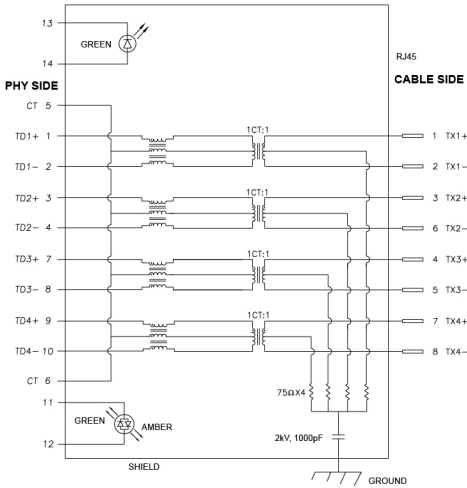 13
GREEN
14
RJ45
PHY SIDE
CABLE SIDE
CT 5
1CT:1
TD1+ 1
1 TX1+
TD1- 2
2 TX1-
1CT:1
TD2+ 3
3 TX2+
TD2- 4
6 TX2-
1CT:1
TD3+ 7
4 TX3+
TD3- 8
5 TX3-
1CT:1
TD4+ 9
7 TX4+
TD4- 10
8 TX4-
CT 6
75ΩX4
11
GREEN
AMBER
12
2kV, 1000pF
SHIELD
GROUND